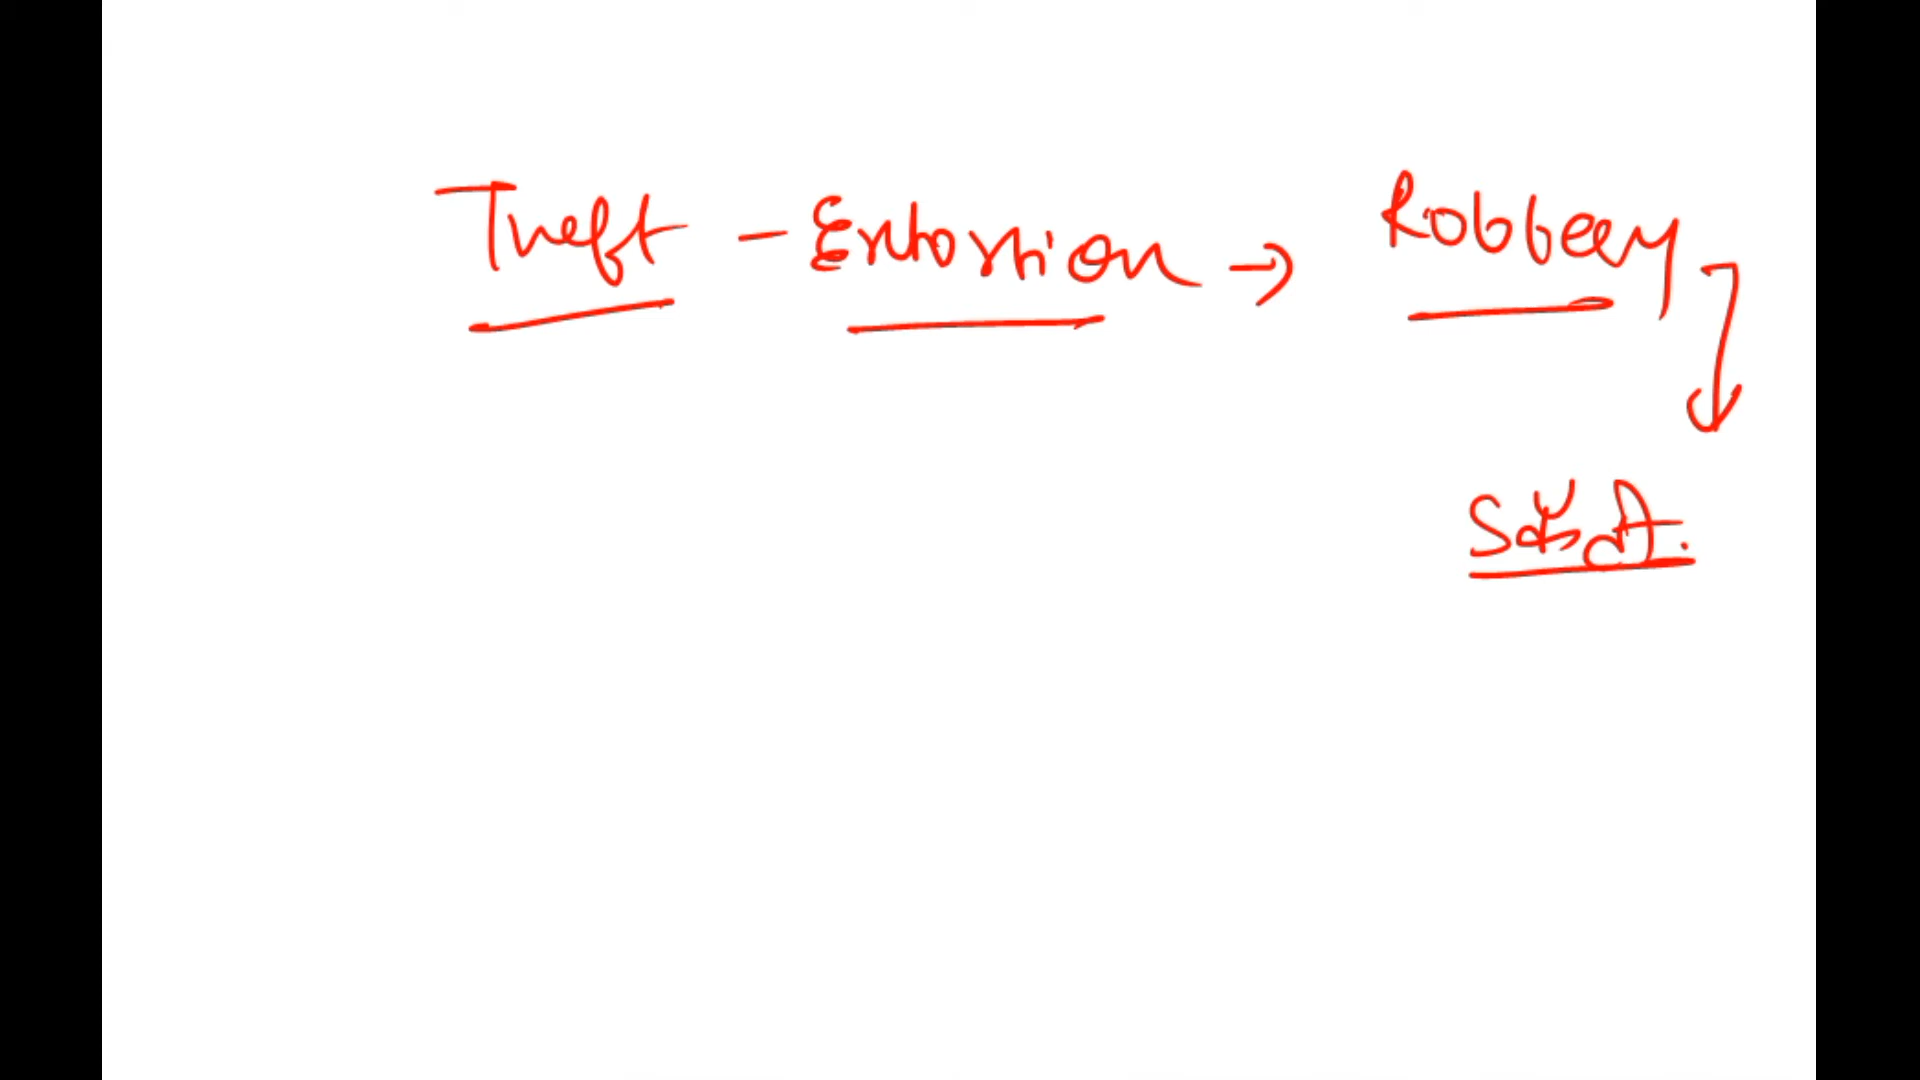 Theft - Extortion → Robbery